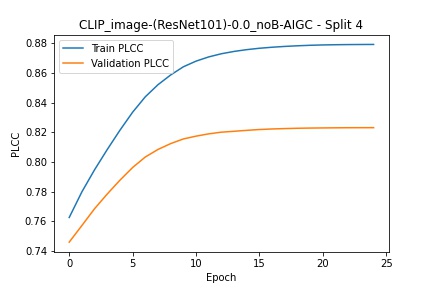 CLIP_image-(ResNet101)-0.0_noB-AIGC - Split 4
Train PLCC
Validation PLCC
PLCC
0.88
0.86
0.84
0.82
0.80
0.78
0.76
0.74
0 5 10 15 20 25
Epoch